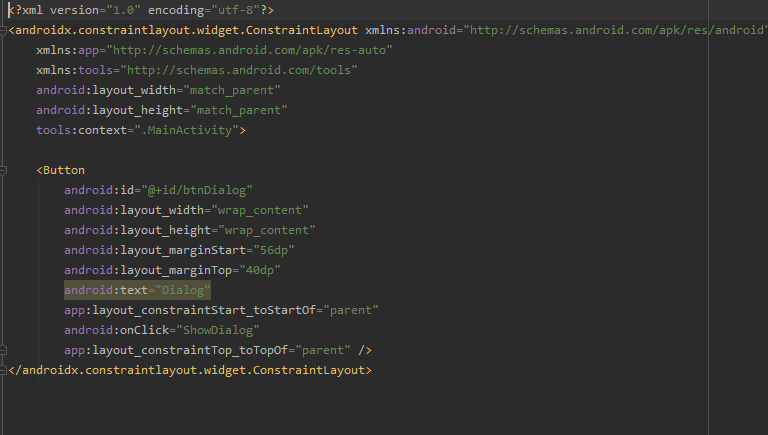 <?xml version="1.0" encoding="utf-8"?>
<androidx.constraintlayout.widget.ConstraintLayout xmlns:android="http://schemas.android.com/apk/res/android"
    xmlns:app="http://schemas.android.com/apk/res-auto"
    xmlns:tools="http://schemas.android.com/tools"
    android:layout_width="match_parent"
    android:layout_height="match_parent"
    tools:context=".MainActivity">

    <Button
        android:id="@+id/btnDialog"
        android:layout_width="wrap_content"
        android:layout_height="wrap_content"
        android:layout_marginStart="56dp"
        android:layout_marginTop="40dp"
        android:text="Dialog"
        app:layout_constraintStart_toStartOf="parent"
        android:onClick="ShowDialog"
        app:layout_constraintTop_toTopOf="parent" />
</androidx.constraintlayout.widget.ConstraintLayout>